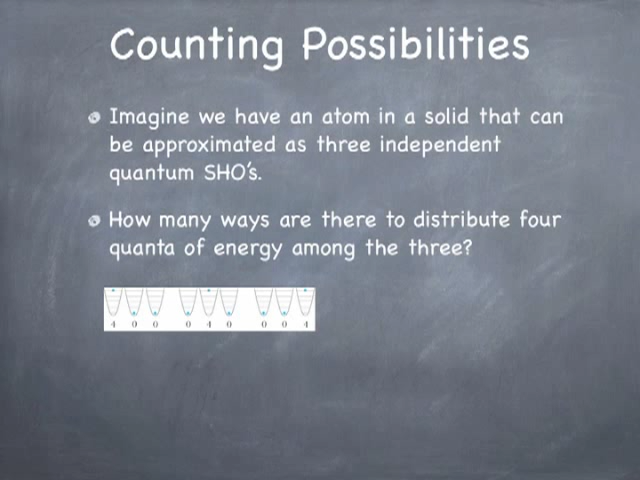 Counting Possibilities
Imagine we have an atom in a solid that can
be approximated as three independent
quantum SHO's.
How many ways are there to distribute four
quanta of energy among the three?
4 0 0 0 4 0 0 0 4